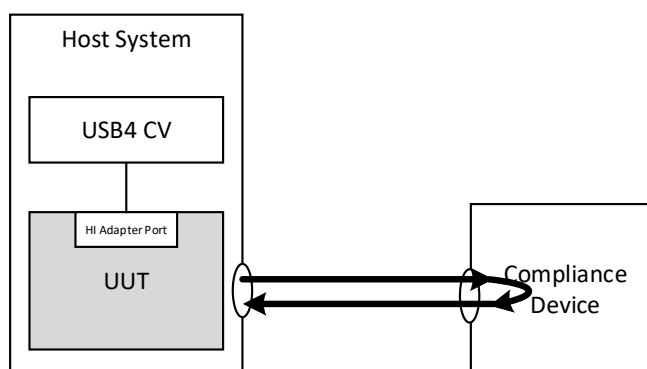 Host System
USB4 CV
HI Adapter Port
UUT
Compliance
Device